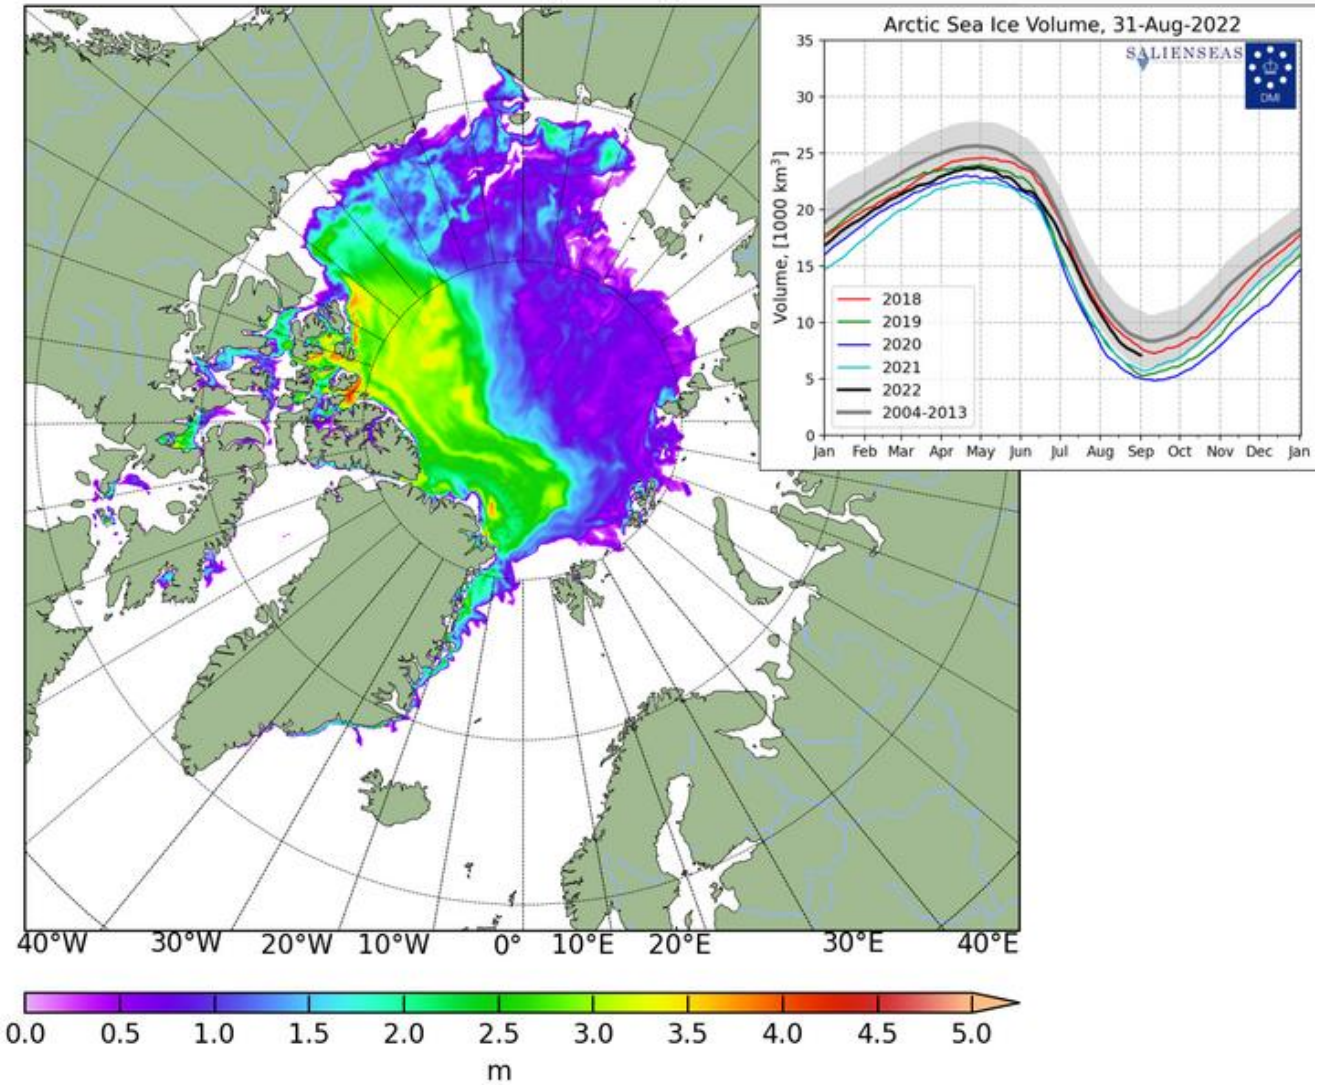 Arctic Sea Ice Volume, 31-Aug-2022
SALIENSEAS
DMI
Volume, [1000 km³]
35
30
25
20
15
10
5
0
2018
2019
2020
2021
2022
2004-2013
Jan Feb Mar Apr May Jun Jul Aug Sep Oct Nov Dec Jan
40°W 30°W 20°W 10°W 0° 10°E 20°E 30°E 40°E
0.0 0.5 1.0 1.5 2.0 2.5 3.0 3.5 4.0 4.5 5.0
m